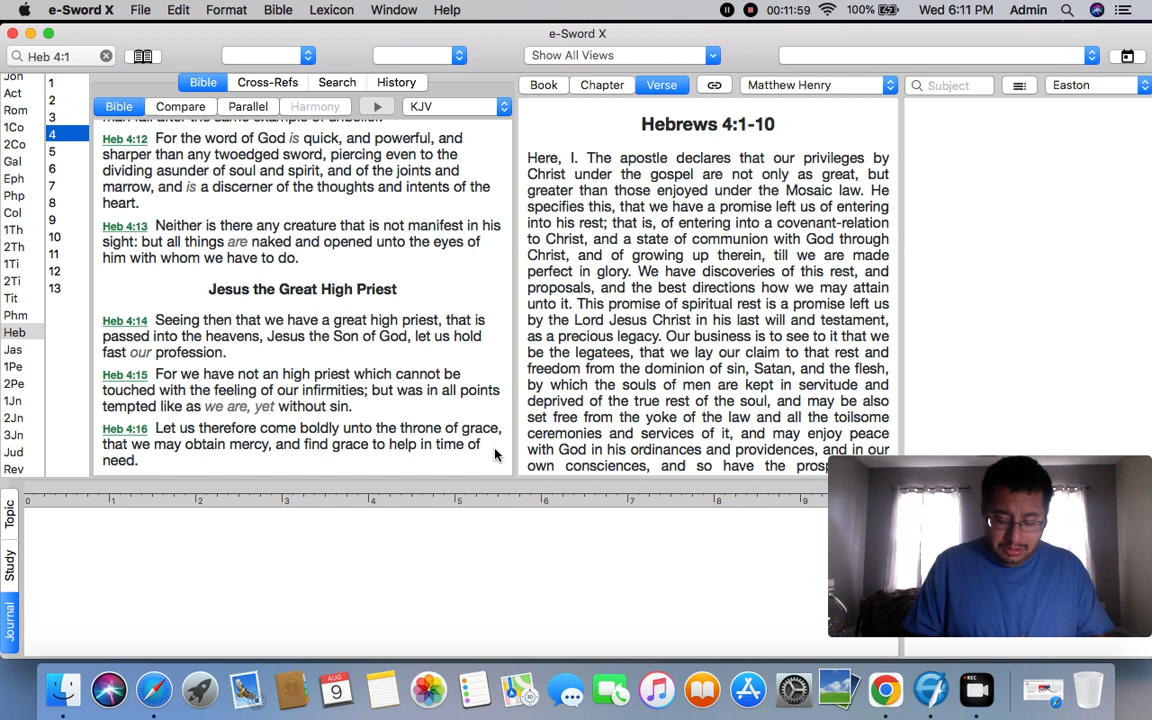 e-Sword X File Edit Format Bible Lexicon Window Help 00:11:59 100% Wed 6:11 PM Admin
e-Sword X
Heb 4:1 Show All Views
Bible Cross-Refs Search History
Book Chapter Verse Matthew Henry Subject Easton
Bible Compare Parallel Harmony KJV
Jon
Act
Rom
1Co
2Co
Gal
Eph
Php
Col
1Th
2Th
1Ti
2Ti
Tit
Phm
Heb
Jas
1Pe
2Pe
1Jn
2Jn
3Jn
Jud
Rev
1
2
3
4
5
6
7
8
9
10
11
12
13
Heb 4:12 For the word of God is quick, and powerful, and
sharper than any twoedged sword, piercing even to the
dividing asunder of soul and spirit, and of the joints and
marrow, and is a discerner of the thoughts and intents of the
heart.
Heb 4:13 Neither is there any creature that is not manifest in his
sight: but all things are naked and opened unto the eyes of
him with whom we have to do.
Jesus the Great High Priest
Heb 4:14 Seeing then that we have a great high priest, that is
passed into the heavens, Jesus the Son of God, let us hold
fast our profession.
Heb 4:15 For we have not an high priest which cannot be
touched with the feeling of our infirmities; but was in all points
tempted like as we are, yet without sin.
Heb 4:16 Let us therefore come boldly unto the throne of grace,
that we may obtain mercy, and find grace to help in time of
need.
Hebrews 4:1-10
Here, I. The apostle declares that our privileges by
Christ under the gospel are not only as great, but
greater than those enjoyed under the Mosaic law. He
specifies this, that we have a promise left us of entering
into his rest; that is, of entering into a covenant-relation
to Christ, and a state of communion with God through
Christ, and of growing up therein, till we are made
perfect in glory. We have discoveries of this rest, and
proposals, and the best directions how we may attain
unto it. This promise of spiritual rest is a promise left us
by the Lord Jesus Christ in his last will and testament,
as a precious legacy. Our business is to see to it that we
be the legatees, that we lay our claim to that rest and
freedom from the dominion of sin, Satan, and the flesh,
by which the souls of men are kept in servitude and
deprived of the true rest of the soul, and may be also
set free from the yoke of the law and all the toilsome
ceremonies and services of it, and may enjoy peace
with God in his ordinances and providences, and in our
own consciences, and so have the
0 1 2 3 4 5 6 7 8 9
Topic
Study
Journal
AUG
9
REC